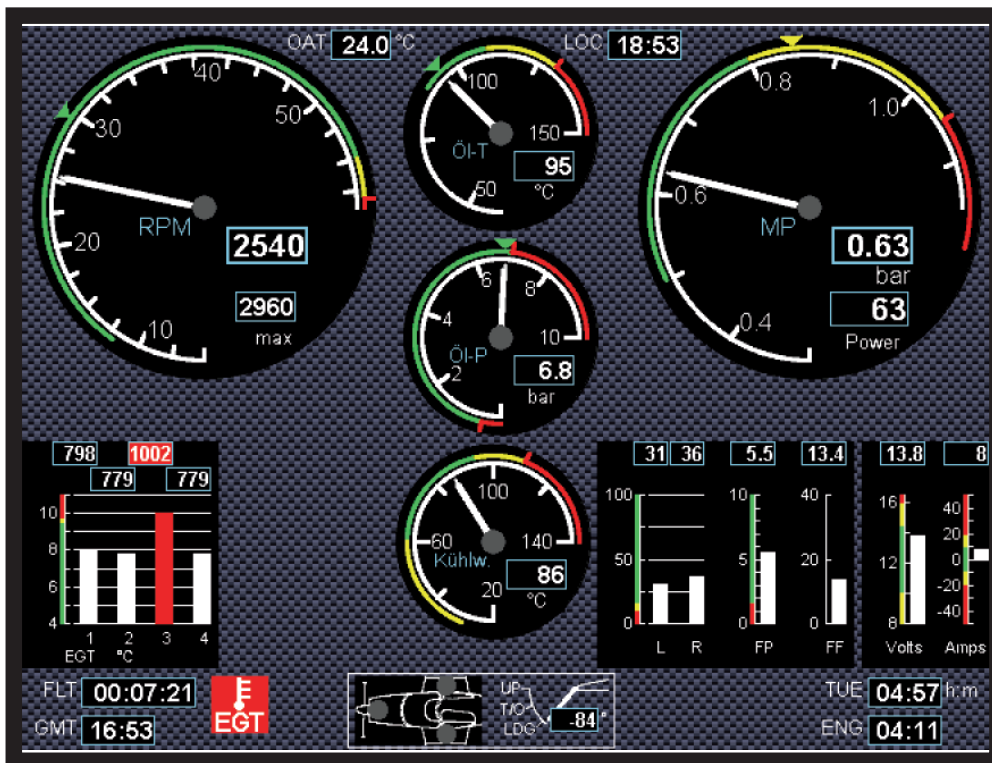 OAT 24.0 °C
LOC 18:53
40
50
30
20
10
RPM
2540
2960
max
100
150
50
Öl-T
95
°C
0.8
1.0
0.6
0.4
MP
0.63
bar
63
Power
6
8
4
10
2
Öl-P
6.8
bar
798 1002
779 779
10
8
6
4
1 2 3 4
EGT °C
100
60
140
20
Kühlw.
86
°C
31 36 5.5 13.4
100 10 40
50 5 20
0 0 0
L R FP FF
13.8 8
16 40
20
12 0
-20
-40
8
Volts Amps
FLT 00:07:21
GMT 16:53
EGT
UP
T/O
LDG
-84 °
TUE 04:57 h:m
ENG 04:11